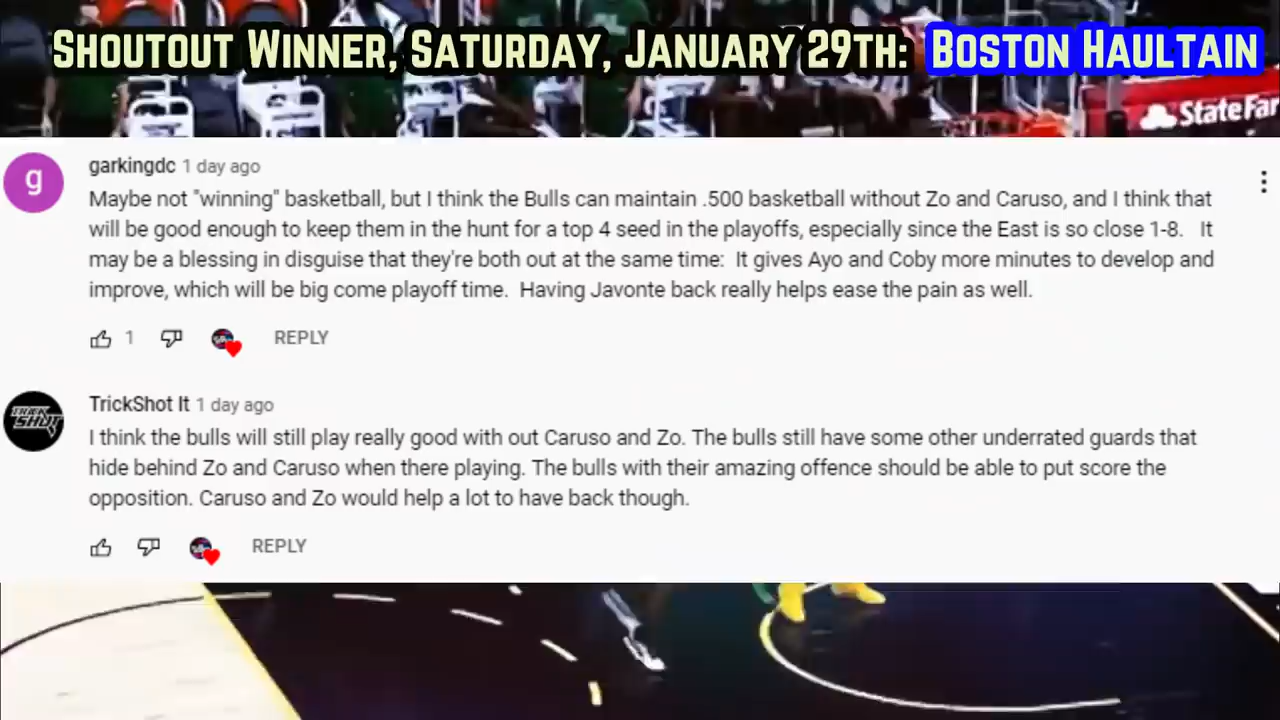 SHOUTOUT WINNER, SATURDAY, JANUARY 29TH: BOSTON HAULTAIN
StateFar
g
garkingdc 1 day ago
Maybe not "winning" basketball, but I think the Bulls can maintain .500 basketball without Zo and Caruso, and I think that
will be good enough to keep them in the hunt for a top 4 seed in the playoffs, especially since the East is so close 1-8. It
may be a blessing in disguise that they're both out at the same time: It gives Ayo and Coby more minutes to develop and
improve, which will be big come playoff time. Having Javonte back really helps ease the pain as well.
1 REPLY
TRICK
SHOT
TrickShot It 1 day ago
I think the bulls will still play really good with out Caruso and Zo. The bulls still have some other underrated guards that
hide behind Zo and Caruso when there playing. The bulls with their amazing offence should be able to put score the
opposition. Caruso and Zo would help a lot to have back though.
REPLY